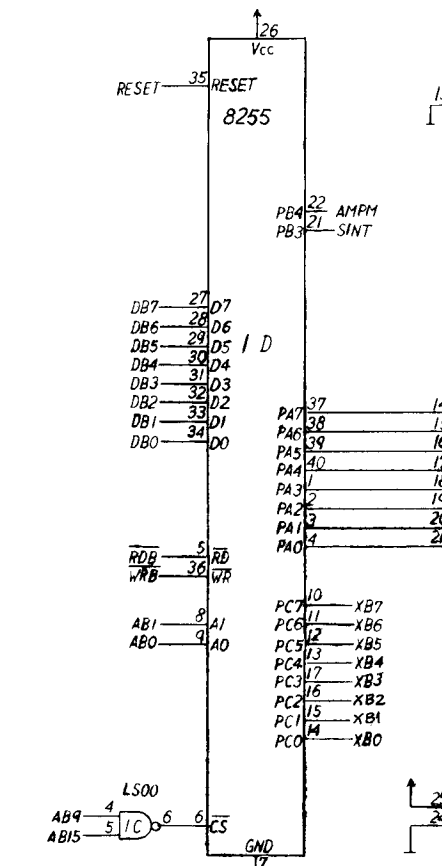 26
Vcc
RESET 35 RESET
8255
PB4 22 AMPM
PB3 21 SINT
DB7 27 D7
DB6 28 D6
DB5 29 D5
DB4 30 D4
DB3 31 D3
DB2 32 D2
DB1 33 D1
DB0 34 D0
1D
PA7 37
PA6 38
PA5 39
PA4 40
PA3 1
PA2 2
PA1 3
PA0 4
RDB 5 RD
WRB 36 WR
AB1 8 A1
AB0 9 A0
PC7 10 XB7
PC6 11 XB6
PC5 12 XB5
PC4 13 XB4
PC3 17 XB3
PC2 16 XB2
PC1 15 XB1
PC0 14 XB0
LS00
AB9 4
AB15 5
1C
6 6 CS
GND
7